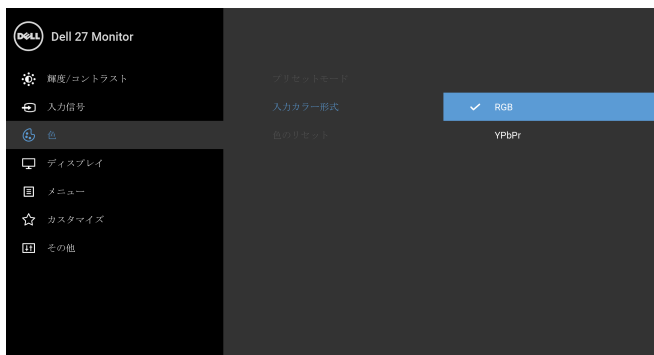 DELL
Dell 27 Monitor
輝度/コントラスト
入力信号
色
ディスプレイ
メニュー
カスタマイズ
その他
プリセットモード
入力カラー形式
色のリセット
RGB
YPbPr